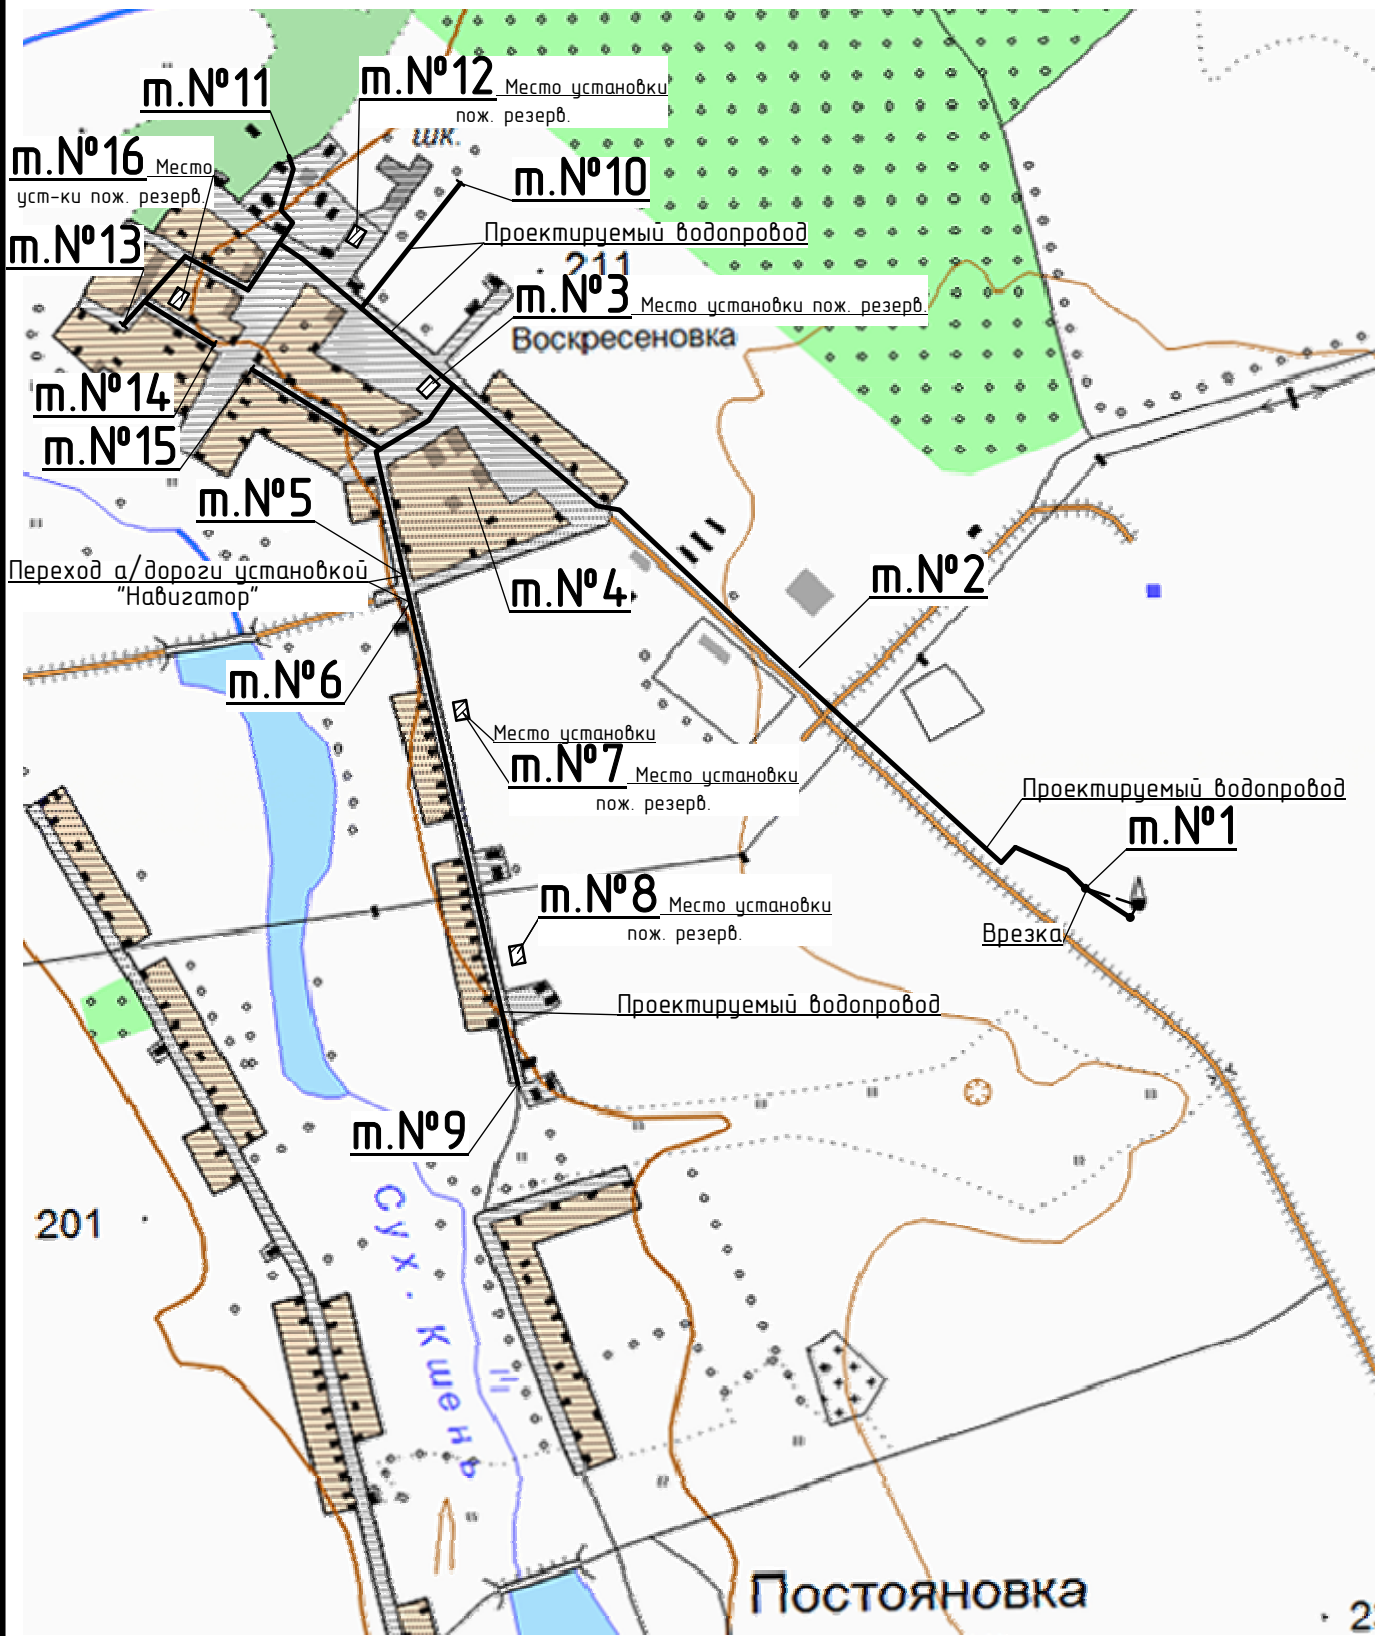 т.№11
т.№12 Место установки
пож. резерв.
шк.
т.№16 Место
уст-ки пож. резерв.
т.№10
т.№13
Проектируемый водопровод
211
т.№3 Место установки пож. резерв.
Воскресеновка
т.№14
т.№15
т.№5
Переход а/дороги установкой
"Навигатор"
т.№4
т.№2
т.№6
Место установки
т.№7 Место установки
пож. резерв.
Проектируемый водопровод
т.№1
т.№8 Место установки
пож. резерв.
Врезка
Проектируемый водопровод
т.№9
201
Сух. Кшень
Постояновка